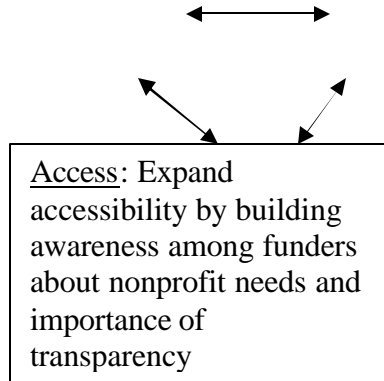 Access: Expand
accessibility by building
awareness among funders
about nonprofit needs and
importance of
transparency